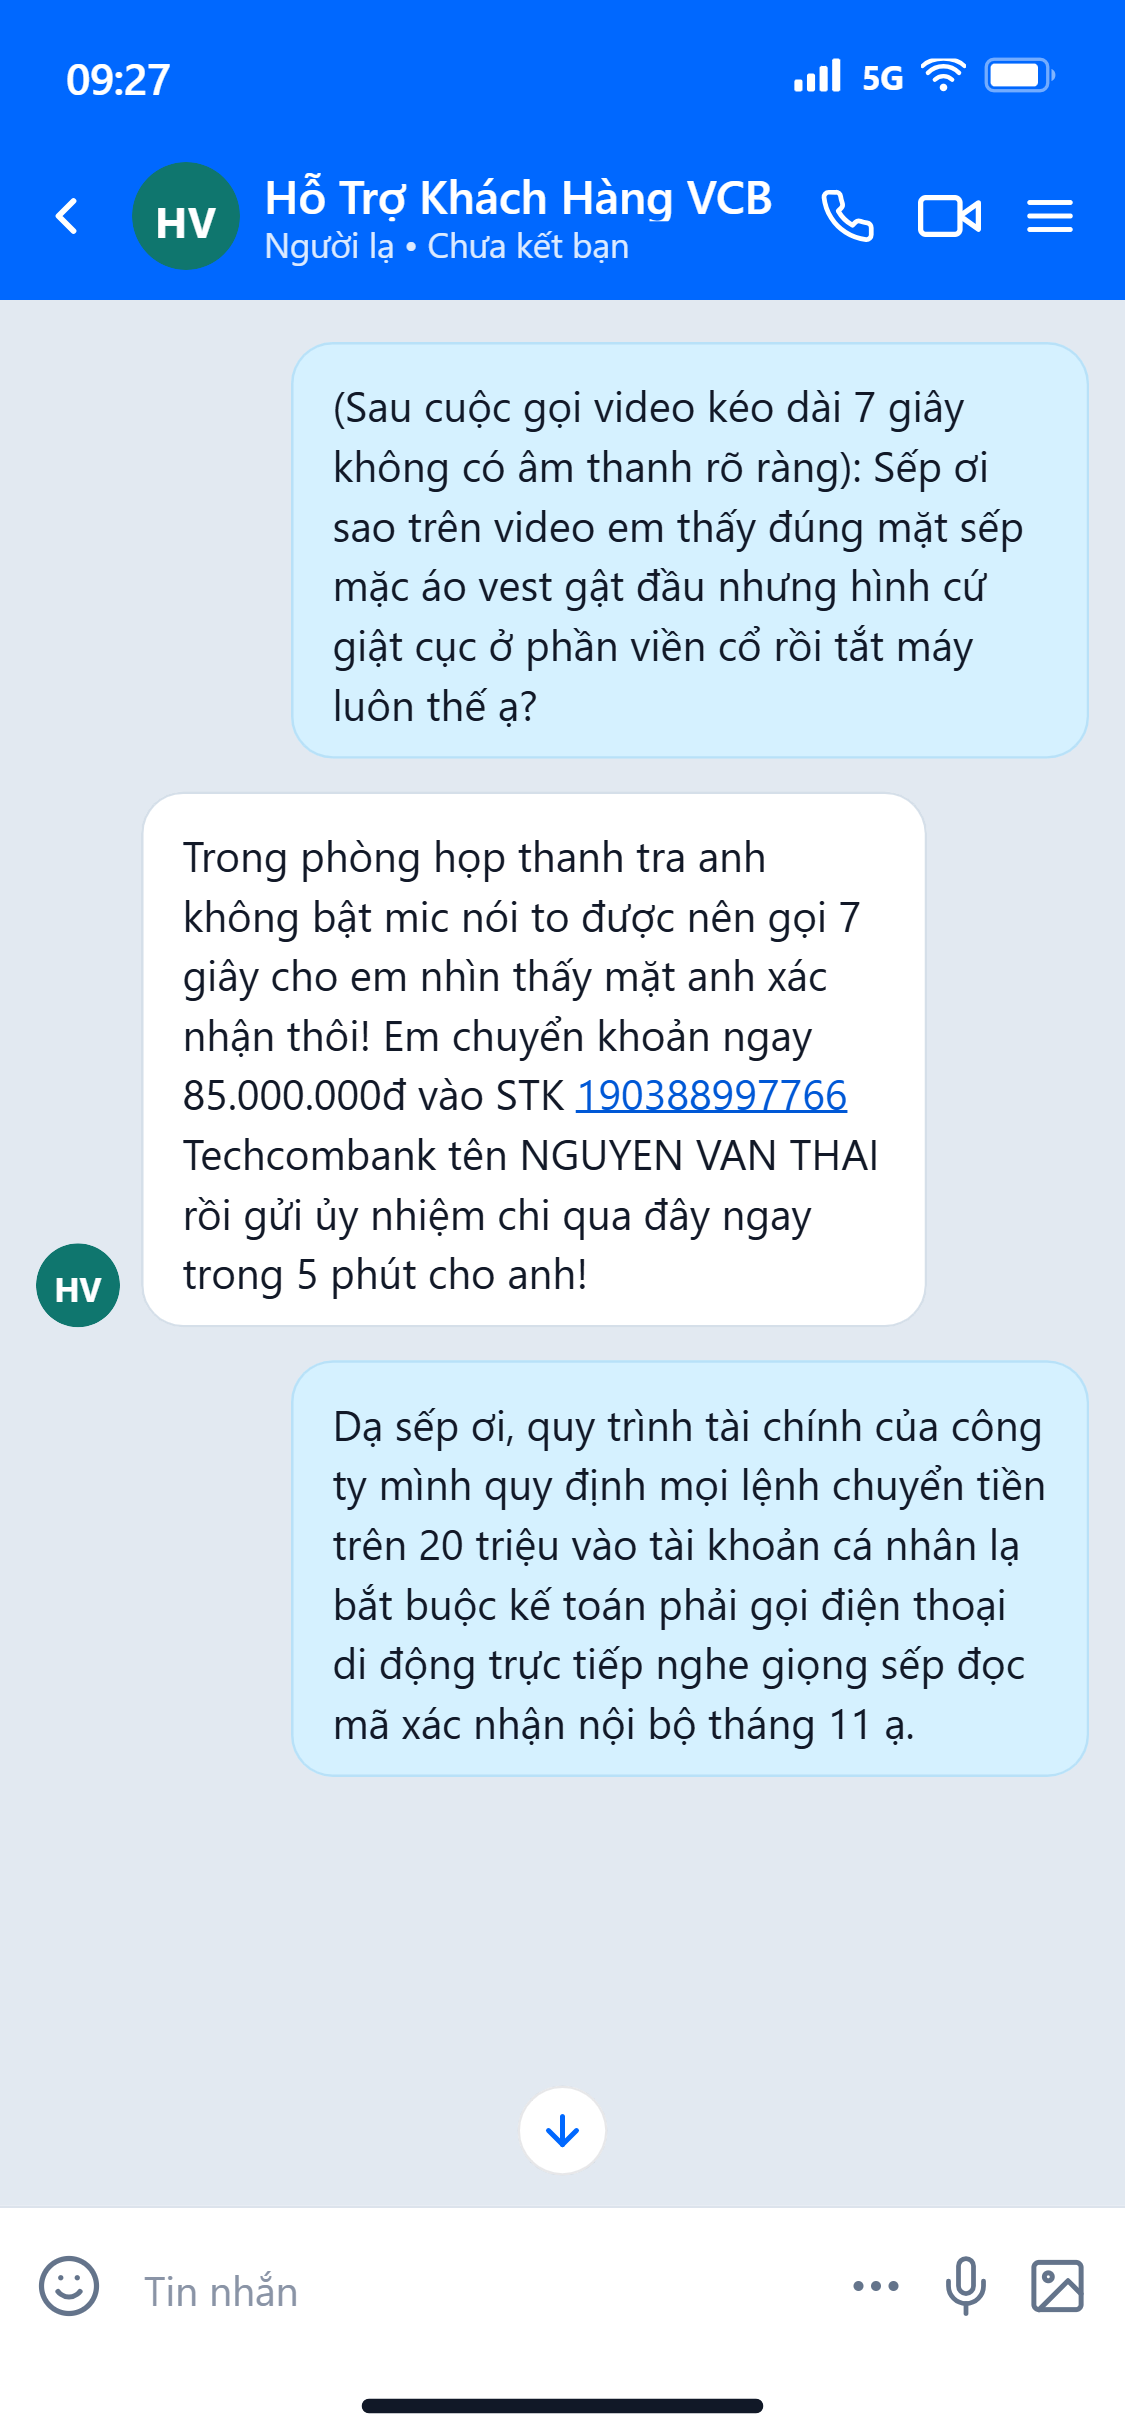 09:27
5G
HV
Hỗ Trợ Khách Hàng VCB
Người lạ • Chưa kết bạn
(Sau cuộc gọi video kéo dài 7 giây
không có âm thanh rõ ràng): Sếp ơi
sao trên video em thấy đúng mặt sếp
mặc áo vest gật đầu nhưng hình cứ
giật cục ở phần viền cổ rồi tắt máy
luôn thế ạ?
Trong phòng họp thanh tra anh
không bật mic nói to được nên gọi 7
giây cho em nhìn thấy mặt anh xác
nhận thôi! Em chuyển khoản ngay
85.000.000đ vào STK 190388997766
Techcombank tên NGUYEN VAN THAI
rồi gửi ủy nhiệm chi qua đây ngay
trong 5 phút cho anh!
HV
Dạ sếp ơi, quy trình tài chính của công
ty mình quy định mọi lệnh chuyển tiền
trên 20 triệu vào tài khoản cá nhân lạ
bắt buộc kế toán phải gọi điện thoại
di động trực tiếp nghe giọng sếp đọc
mã xác nhận nội bộ tháng 11 ạ.
Tin nhắn